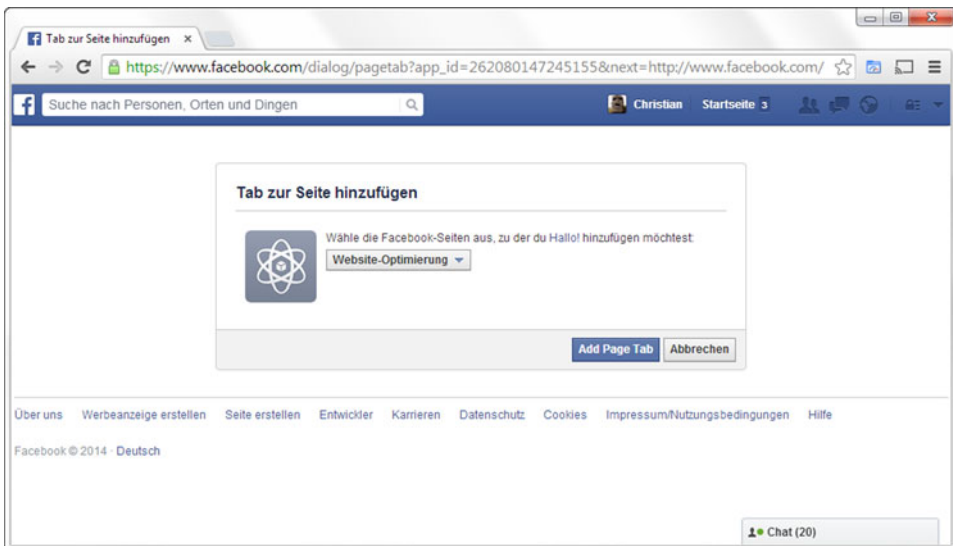 Tab zur Seite hinzufügen
https://www.facebook.com/dialog/pagetab?app_id=262080147245155&next=http://www.facebook.com/
Suche nach Personen, Orten und Dingen Christian Startseite 3
Tab zur Seite hinzufügen
Wähle die Facebook-Seiten aus, zu der du Hallo! hinzufügen möchtest:
Website-Optimierung
Add Page Tab Abbrechen
Über uns Werbeanzeige erstellen Seite erstellen Entwickler Karrieren Datenschutz Cookies Impressum/Nutzungsbedingungen Hilfe
Facebook © 2014 · Deutsch
Chat (20)